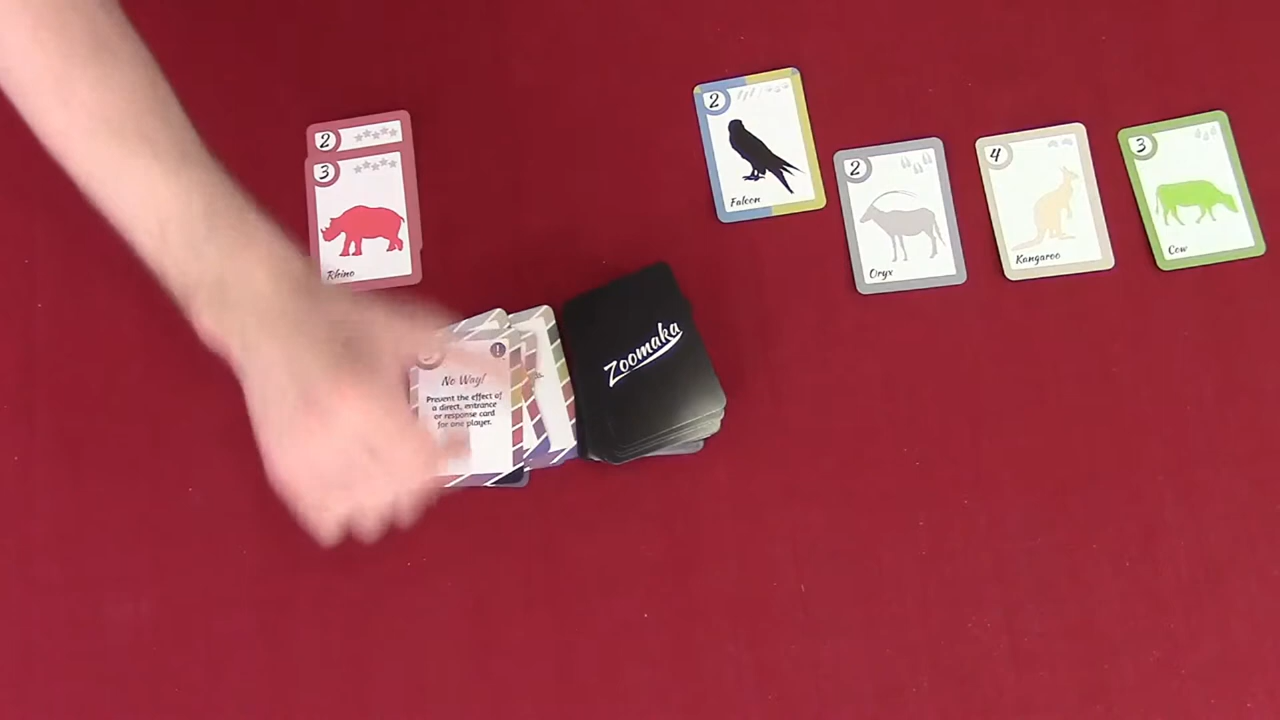 2
3
Rhino
2
Falcon
2
Oryx
4
Kangaroo
3
Cow
!
No Way!
Prevent the effect of
a direct, entrance
or response card
for one player.
Zoomaka